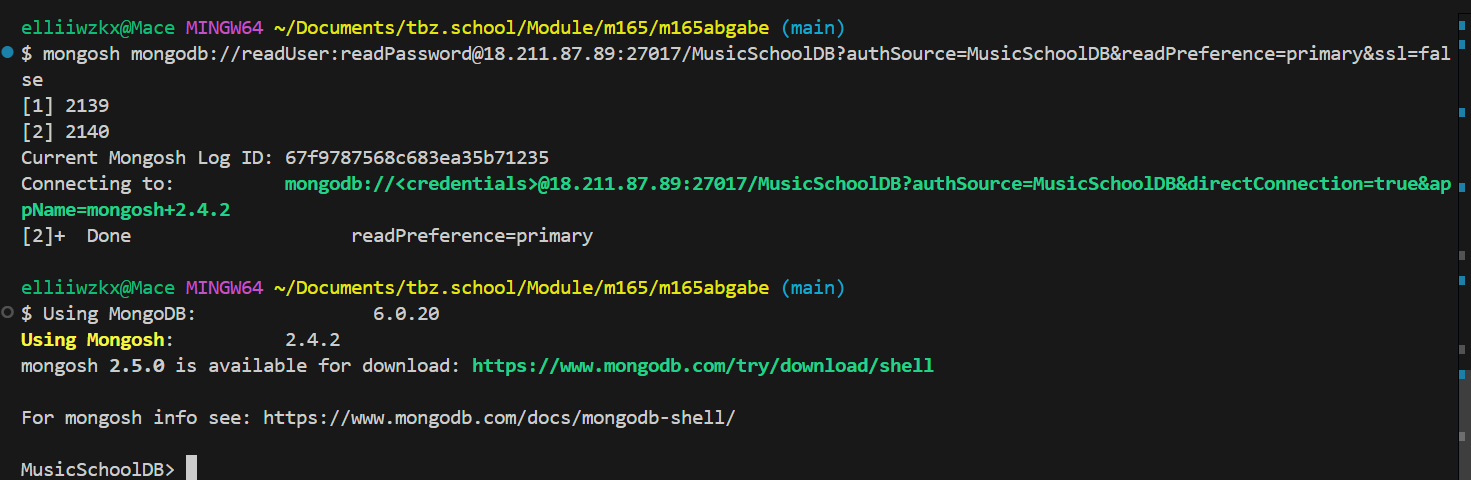 elliiwzkx@Mace MINGW64 ~/Documents/tbz.school/Module/m165/m165abgabe (main)
$ mongosh mongodb://readUser:readPassword@18.211.87.89:27017/MusicSchoolDB?authSource=MusicSchoolDB&readPreference=primary&ssl=fal
se
[1] 2139
[2] 2140
Current Mongosh Log ID: 67f9787568c683ea35b71235
Connecting to:          mongodb://<credentials>@18.211.87.89:27017/MusicSchoolDB?authSource=MusicSchoolDB&directConnection=true&ap
pName=mongosh+2.4.2
[2]+  Done                    readPreference=primary
elliiwzkx@Mace MINGW64 ~/Documents/tbz.school/Module/m165/m165abgabe (main)
$ Using MongoDB:                6.0.20
Using Mongosh:          2.4.2
mongosh 2.5.0 is available for download: https://www.mongodb.com/try/download/shell
For mongosh info see: https://www.mongodb.com/docs/mongodb-shell/
MusicSchoolDB>